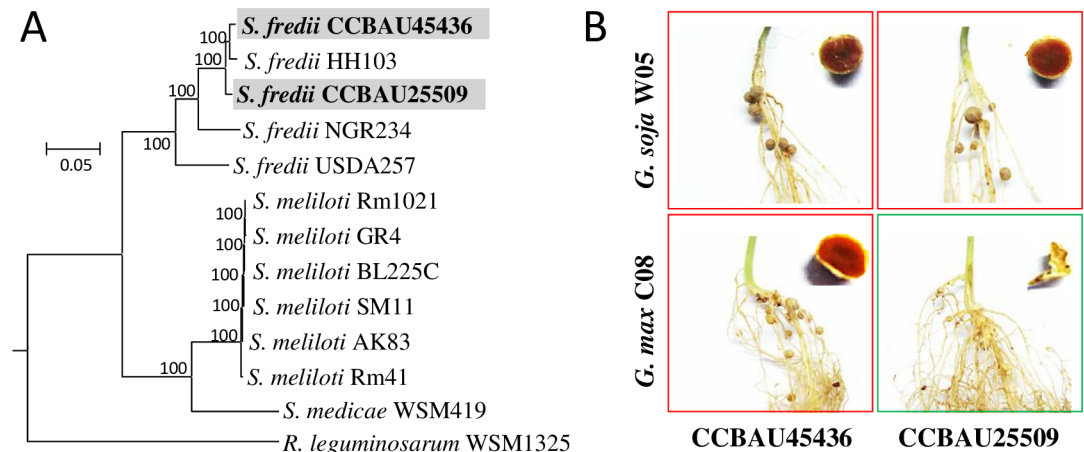 A
S. fredii CCBAU45436
S. fredii HH103
S. fredii CCBAU25509
S. fredii NGR234
S. fredii USDA257
S. meliloti Rm1021
S. meliloti GR4
S. meliloti BL225C
S. meliloti SM11
S. meliloti AK83
S. meliloti Rm41
S. medicae WSM419
R. leguminosarum WSM1325
100
100
100
100
100
100
100
100
100
100
0.05
B
G. soja W05
G. max C08
CCBAU45436
CCBAU25509